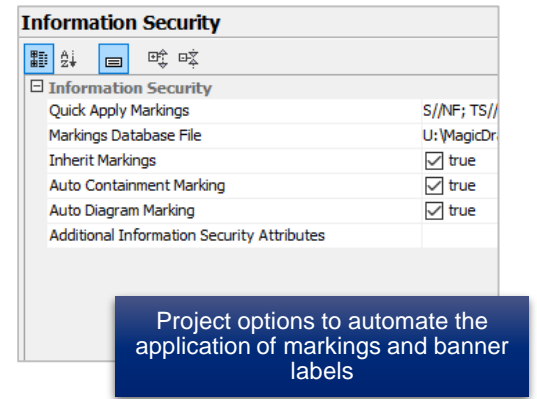 Information Security
Information Security
Quick Apply Markings S//NF; TS//
Markings Database File U:\MagicDr
Inherit Markings true
Auto Containment Marking true
Auto Diagram Marking true
Additional Information Security Attributes
Project options to automate the
application of markings and banner
labels